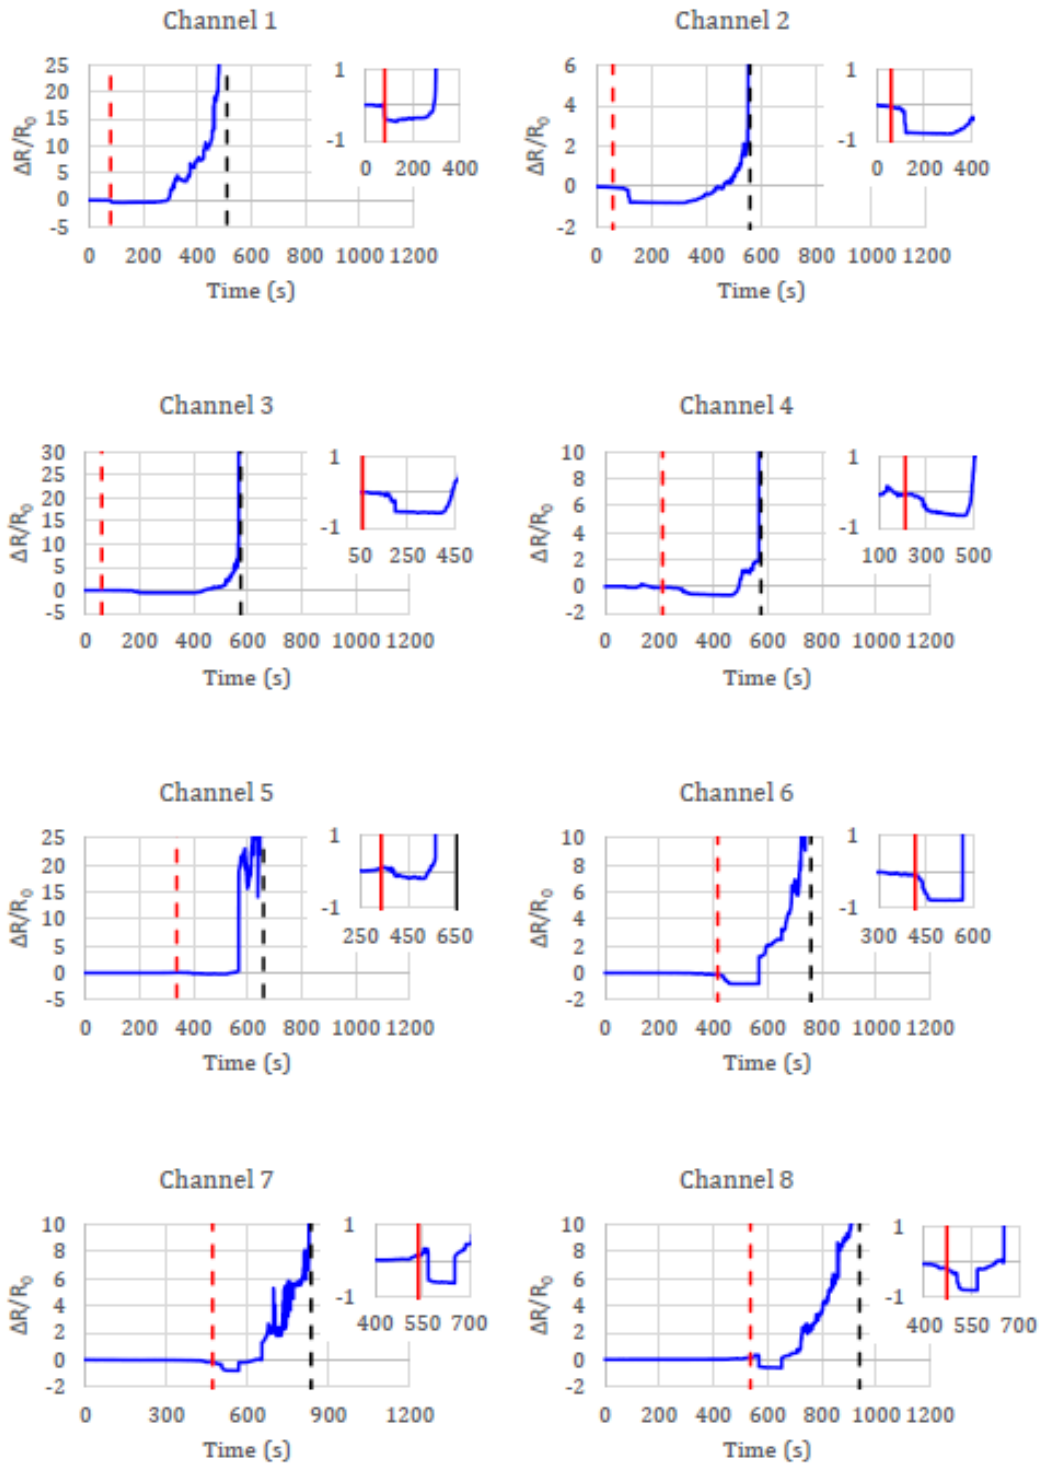 Channel 1
25
20
15
10
5
0
-5
ΔR/R0
0 200 400 600 800 1000 1200
Time (s)
1
-1
0 200 400
Channel 2
6
4
2
0
-2
ΔR/R0
0 200 400 600 800 1000 1200
Time (s)
1
-1
0 200 400
Channel 3
30
25
20
15
10
5
0
-5
ΔR/R0
0 200 400 600 800 1000 1200
Time (s)
1
-1
50 250 450
Channel 4
10
8
6
4
2
0
-2
ΔR/R0
0 200 400 600 800 1000 1200
Time (s)
1
-1
100 300 500
Channel 5
25
20
15
10
5
0
-5
ΔR/R0
0 200 400 600 800 1000 1200
Time (s)
1
-1
250 450 650
Channel 6
10
8
6
4
2
0
-2
ΔR/R0
0 200 400 600 800 1000 1200
Time (s)
1
-1
300 450 600
Channel 7
10
8
6
4
2
0
-2
ΔR/R0
0 300 600 900 1200
Time (s)
1
-1
400 550 700
Channel 8
10
8
6
4
2
0
-2
ΔR/R0
0 200 400 600 800 1000 1200
Time (s)
1
-1
400 550 700